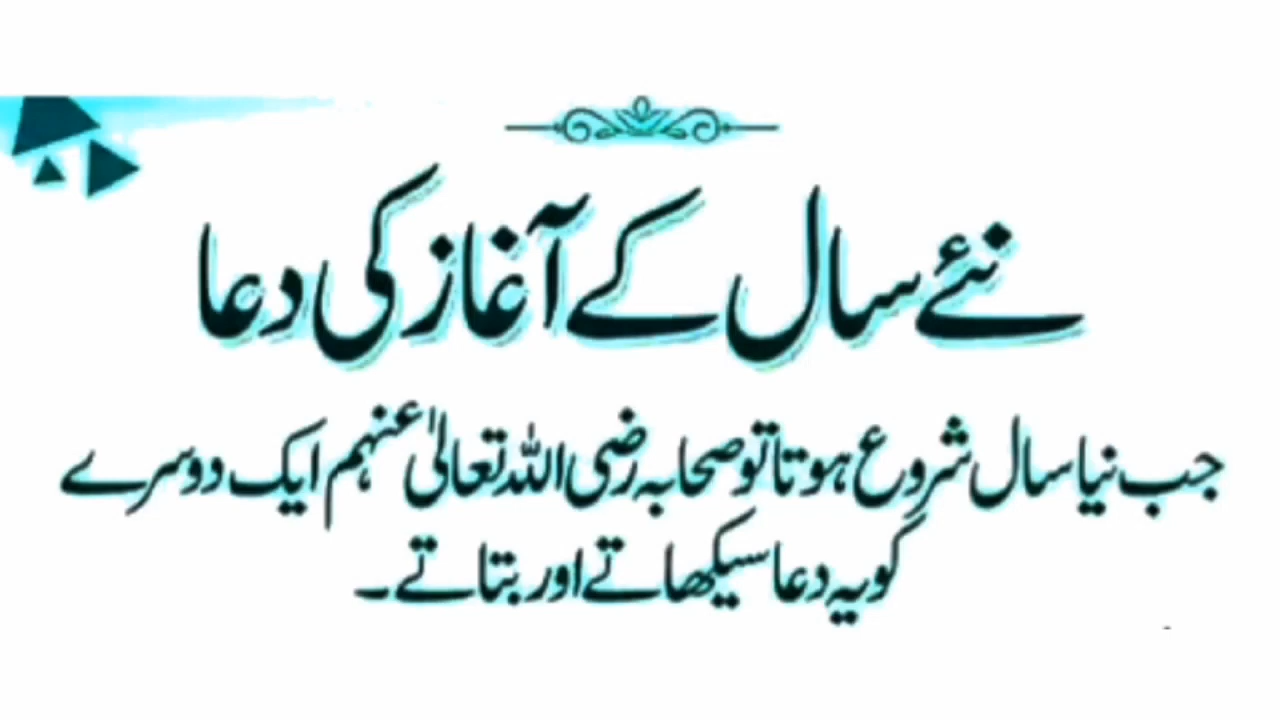 نئے سال کے آغاز کی دعا
جب نیا سال شروع ہوتا تو صحابہ رضی اللہ تعالیٰ عنہم ایک دوسرے
کو یہ دعا سیکھاتے اور بتاتے ۔